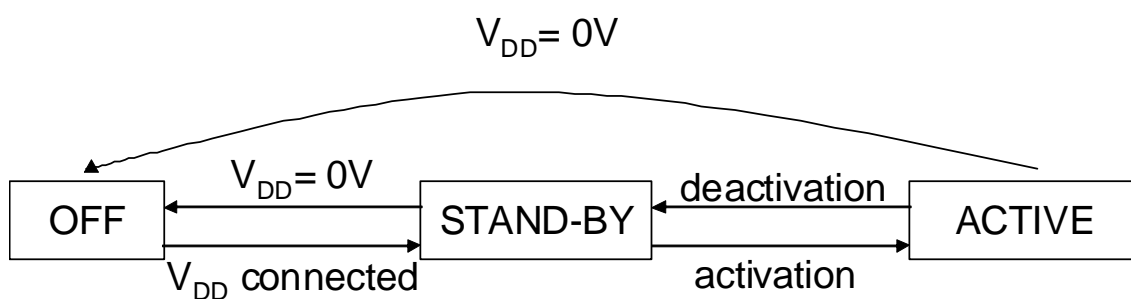 V_DD= 0V
V_DD= 0V
deactivation
OFF
STAND-BY
ACTIVE
V_DD connected
activation